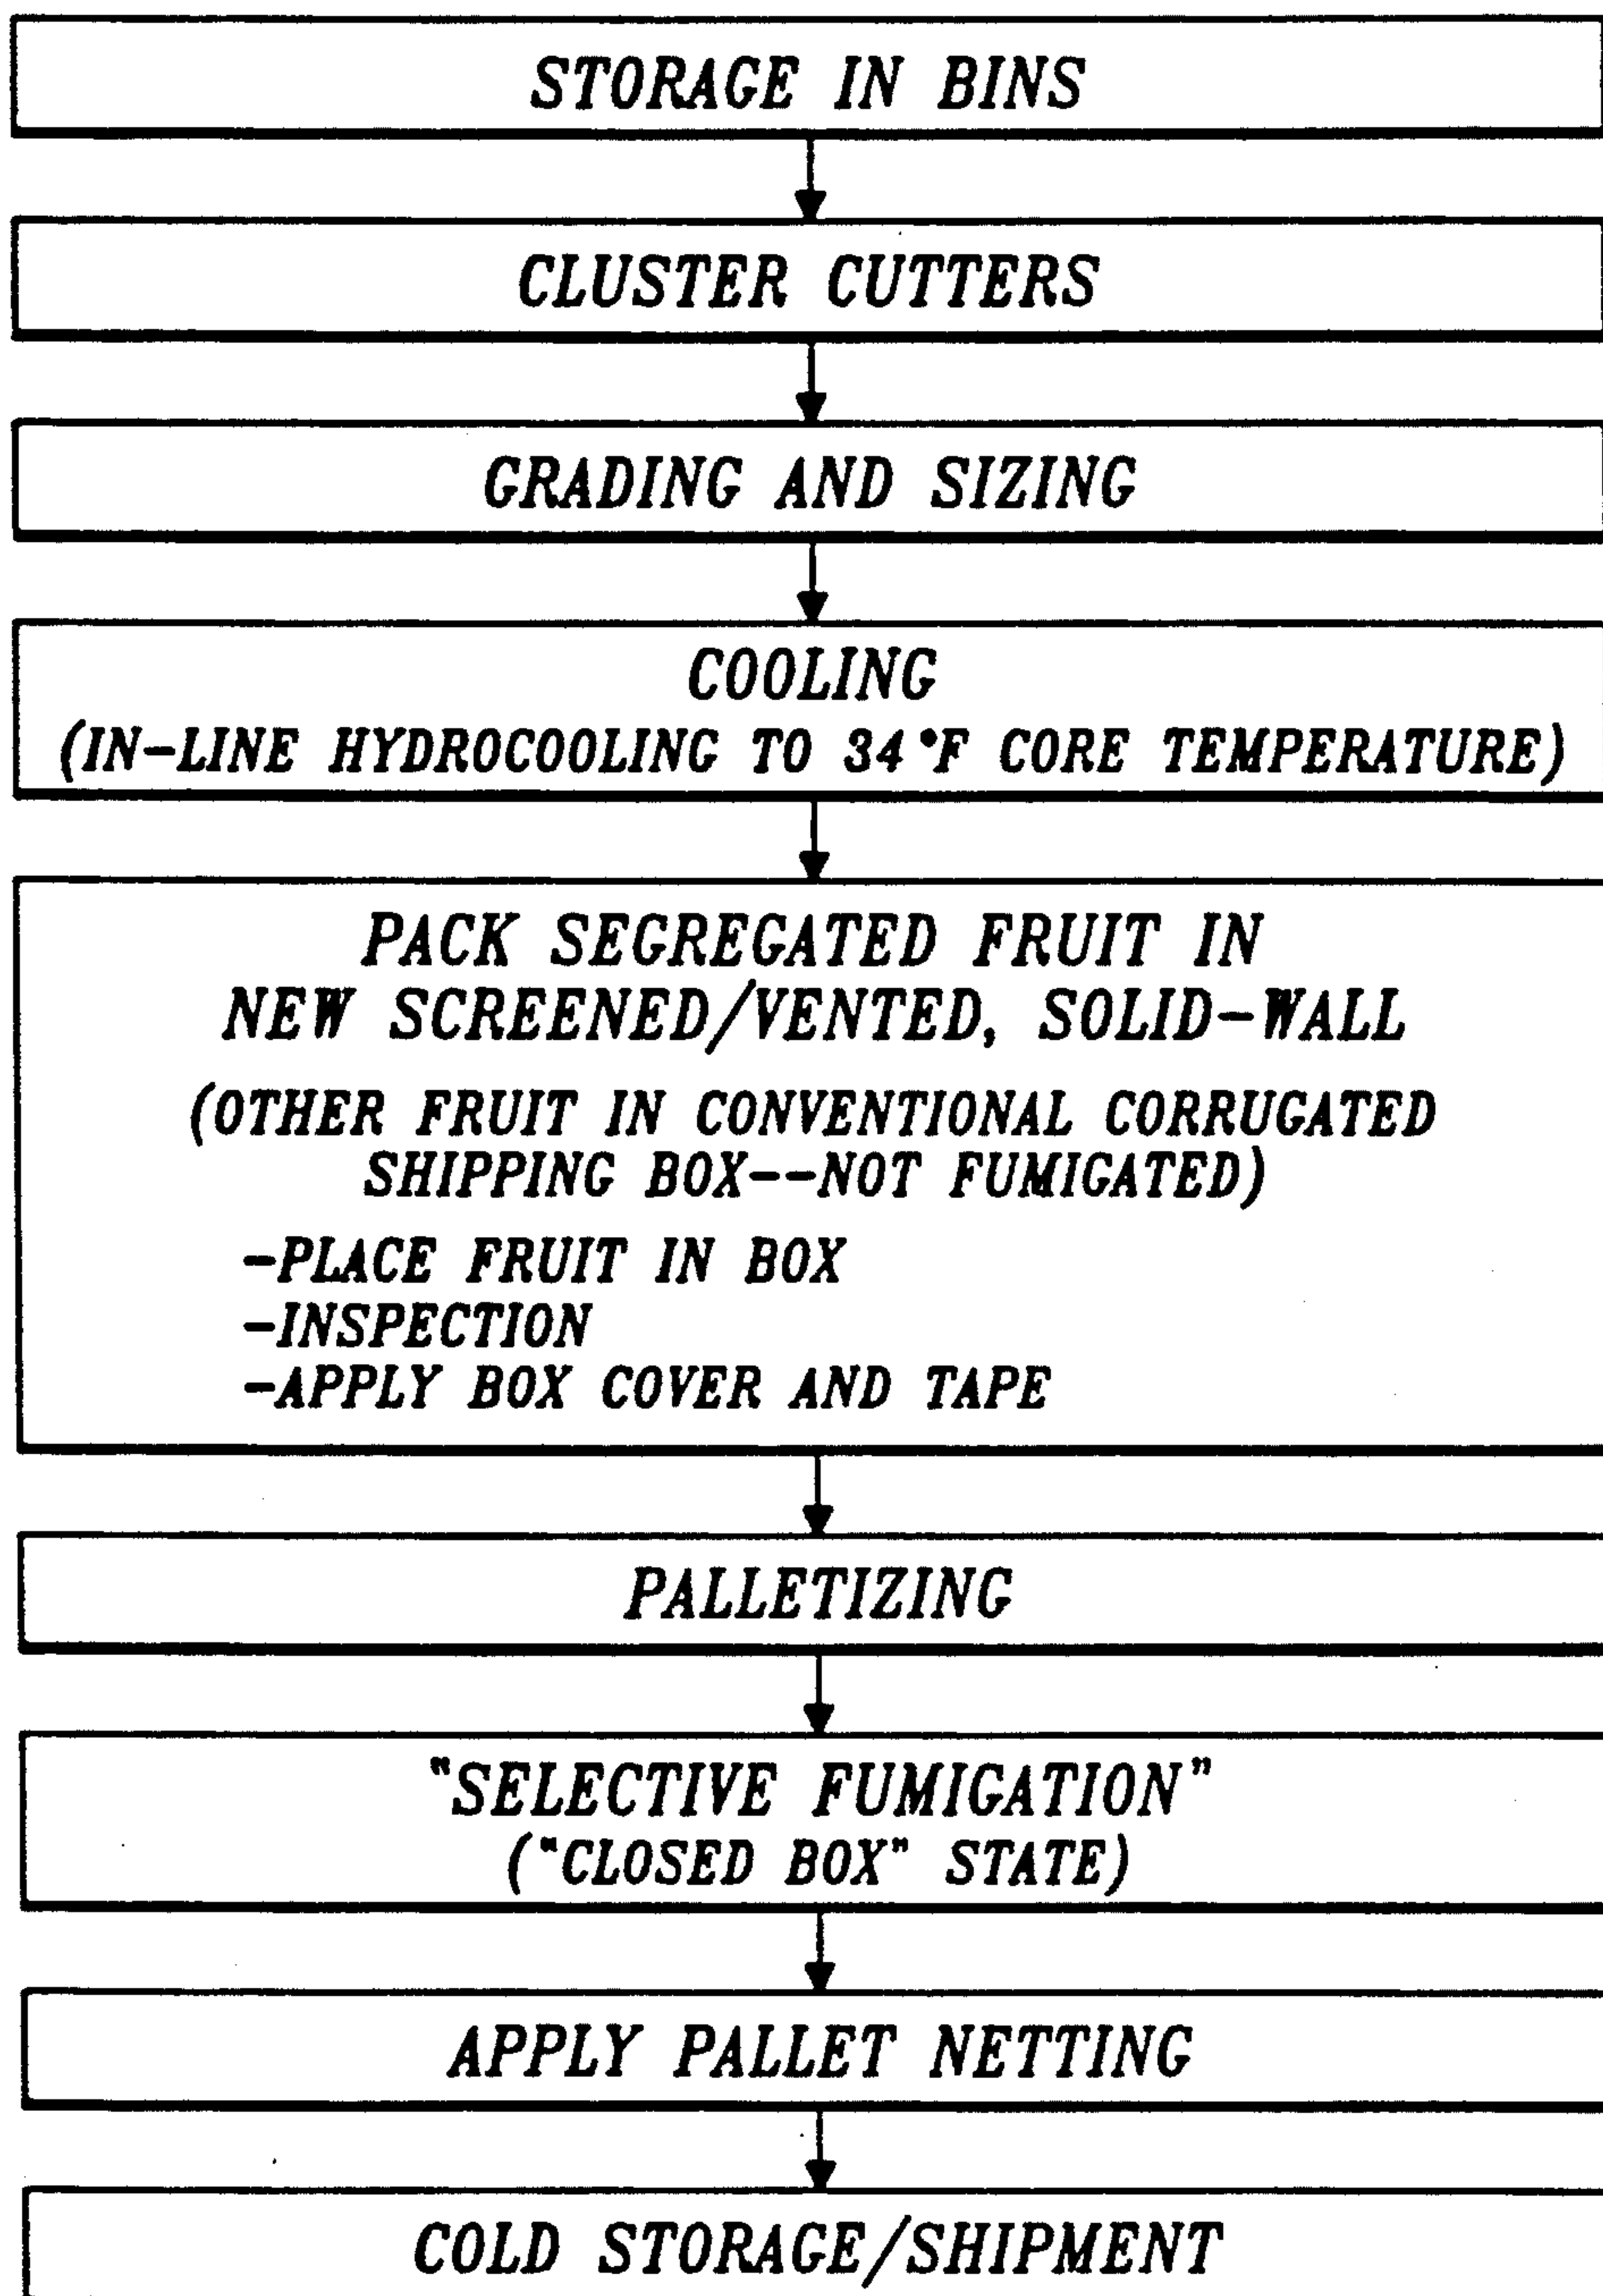 STORAGE IN BINS
CLUSTER CUTTERS
GRADING AND SIZING
COOLING
(IN-LINE HYDROCOOLING TO 34°F CORE TEMPERATURE)
PACK SEGREGATED FRUIT IN
NEW SCREENED/VENTED, SOLID-WALL
(OTHER FRUIT IN CONVENTIONAL CORRUGATED
SHIPPING BOX--NOT FUMIGATED)
-PLACE FRUIT IN BOX
-INSPECTION
-APPLY BOX COVER AND TAPE
PALLETIZING
"SELECTIVE FUMIGATION"
("CLOSED BOX" STATE)
APPLY PALLET NETTING
COLD STORAGE/SHIPMENT